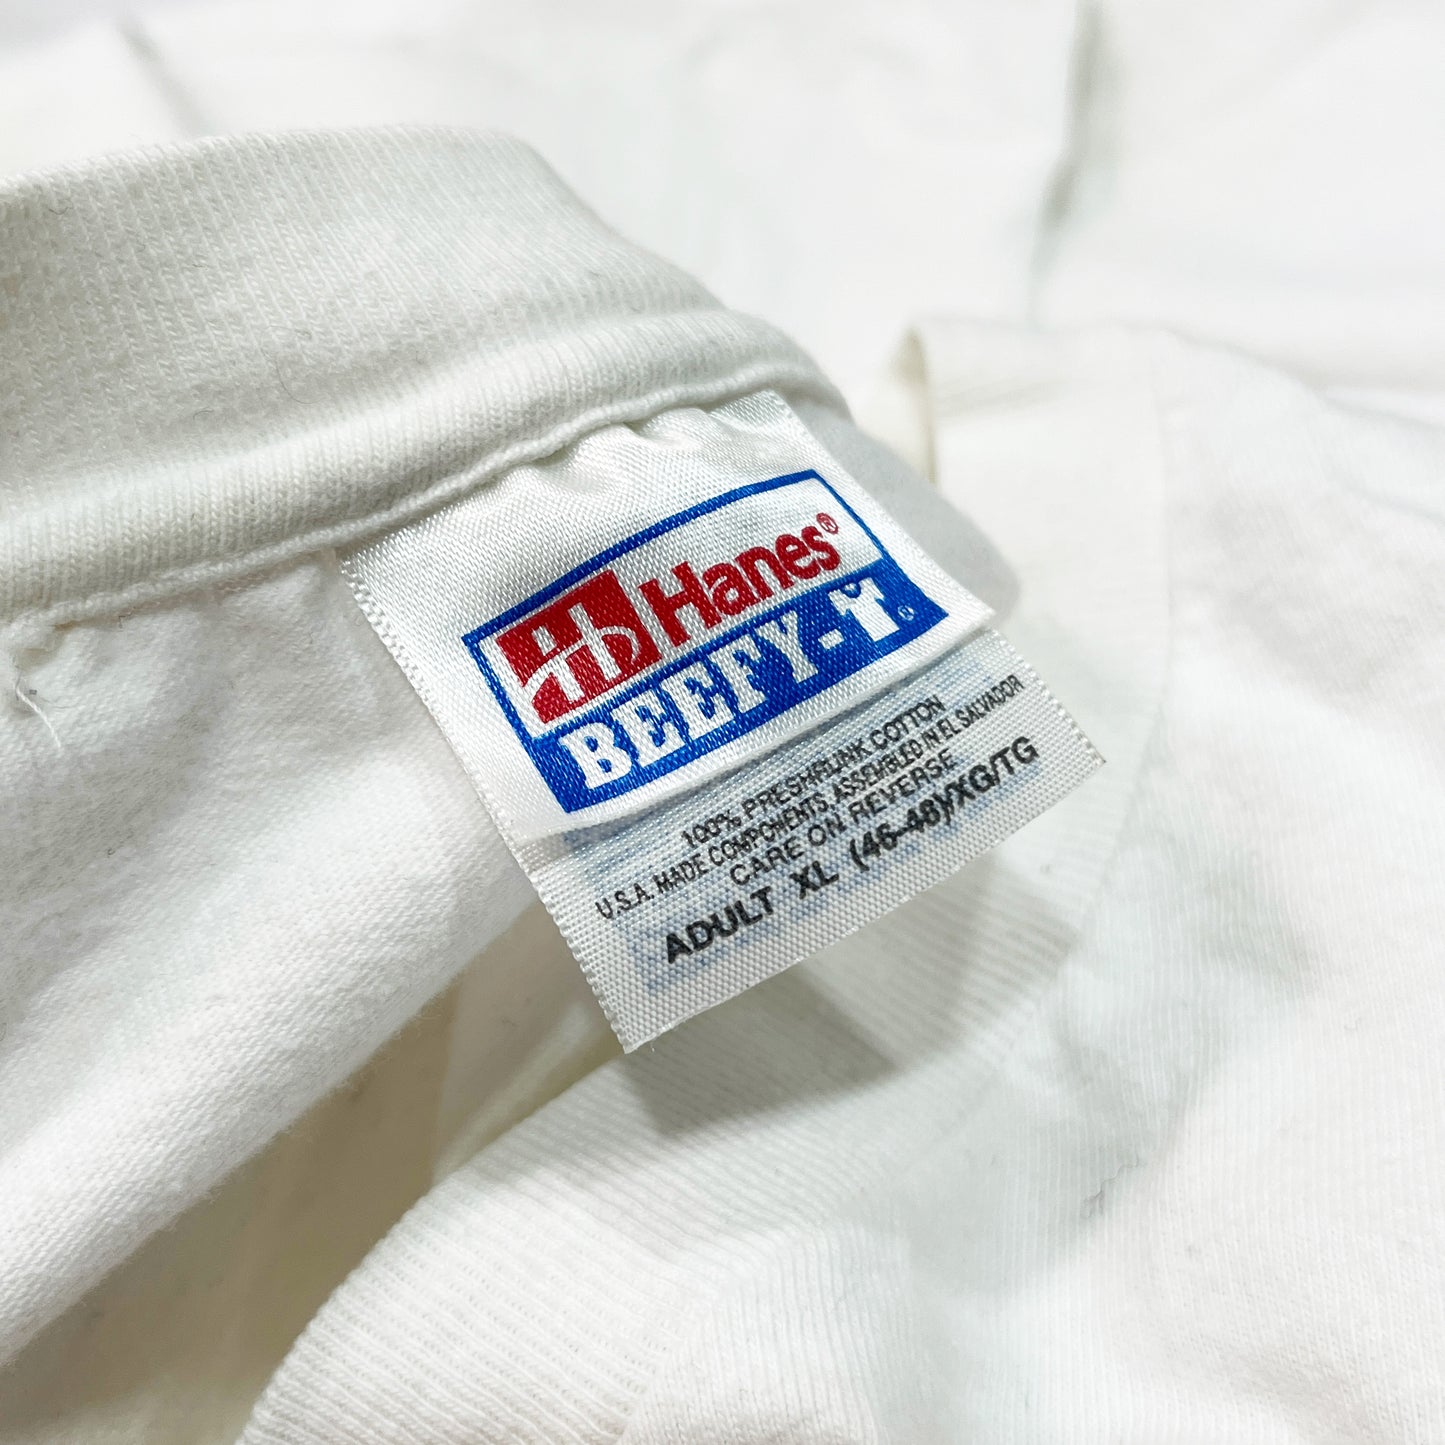 Hanes®
BEEFY-T®
100% PRESHRUNK COTTON
U.S.A. MADE COMPONENTS, ASSEMBLED IN EL SALVADOR
CARE ON REVERSE
ADULT XL (46-48)/XG/TG